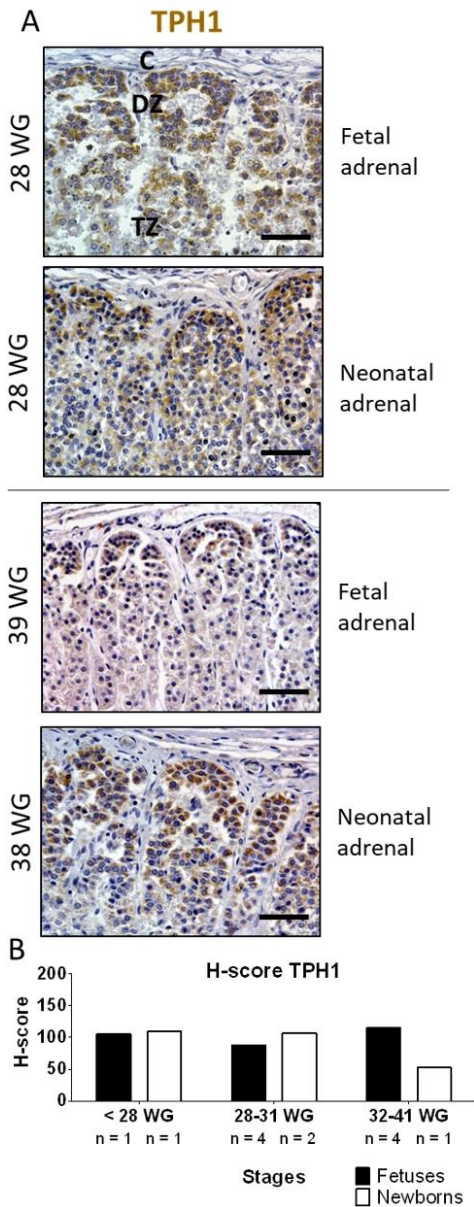 A
TPH1
28 WG
C
DZ
TZ
Fetal
adrenal
28 WG
Neonatal
adrenal
39 WG
Fetal
adrenal
38 WG
Neonatal
adrenal
B
H-score TPH1
H-score
200
150
100
50
0
< 28 WG 28-31 WG 32-41 WG
n = 1 n = 1 n = 4 n = 2 n = 4 n = 1
Stages
Fetuses
Newborns